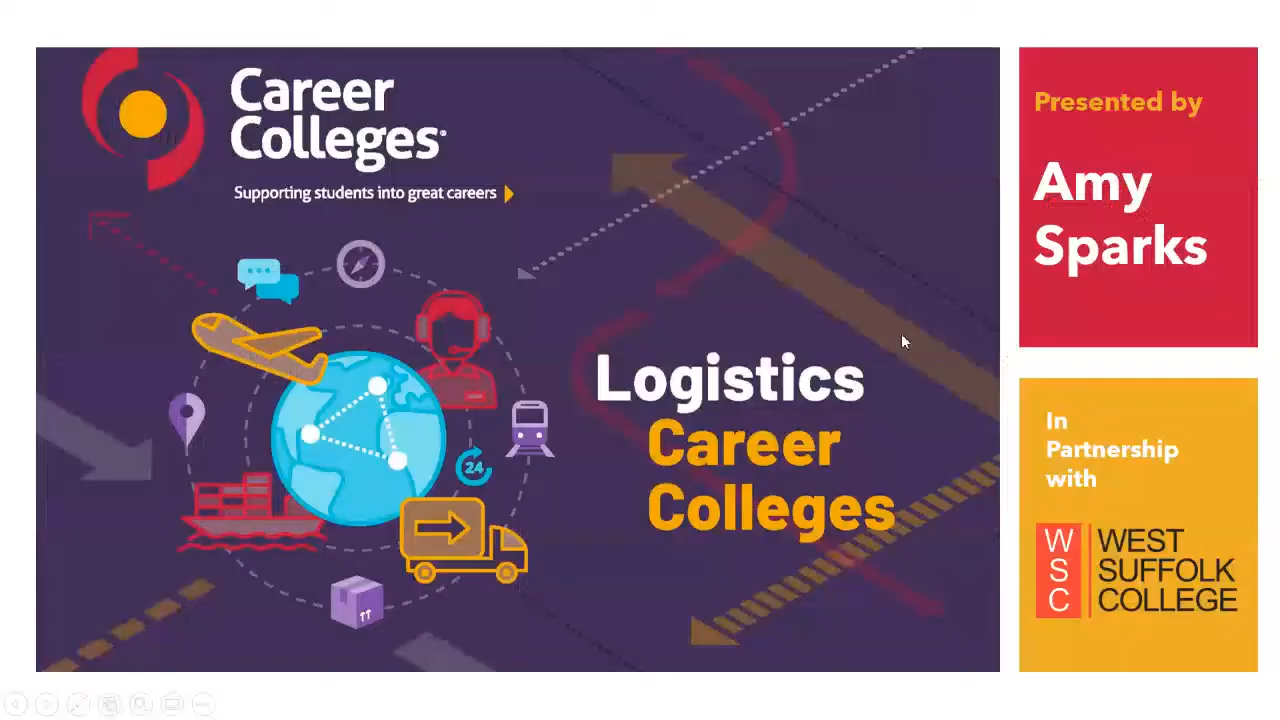 Career
Colleges®
Supporting students into great careers
24
Logistics
Career
Colleges
Presented by
Amy
Sparks
In
Partnership
with
W
S
C
WEST
SUFFOLK
COLLEGE